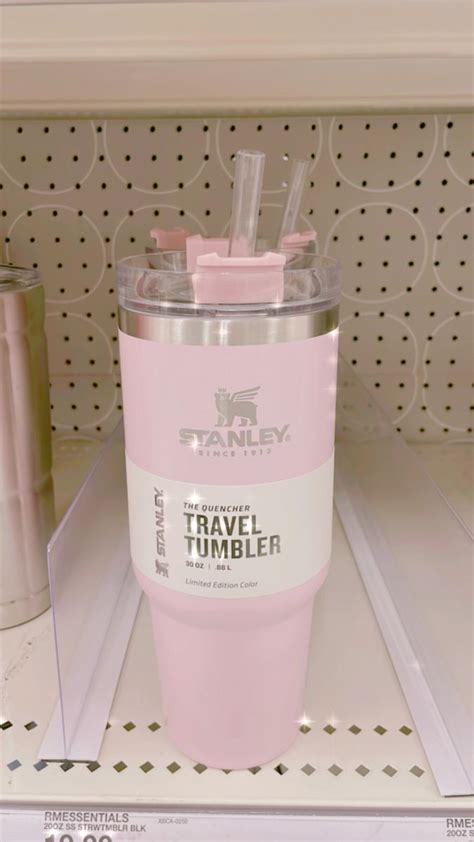 STANLEY®
SINCE 1913
STANLEY
THE QUENCHER
TRAVEL
TUMBLER
30 OZ | .88 L
Limited Edition Color
RMESSENTIALS
20OZ SS STRWTMBLR BLK
RMES
20OZ